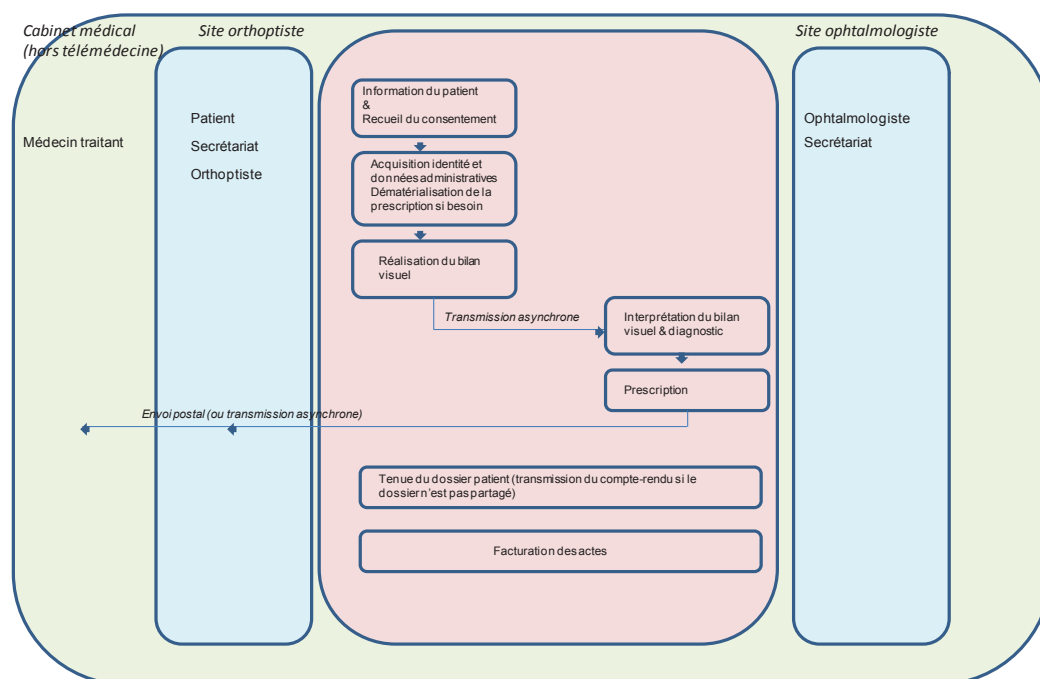 Cabinet médical
(hors télémédecine)
Site orthoptiste
Site ophtalmologiste
Médecin traitant
Patient
Secrétariat
Orthoptiste
Information du patient
&
Recueil du consentement
Acquisition identité et
données administratives
Dématérialisation de la
prescription si besoin
Réalisation du bilan
visuel
Transmission asynchrone
Interprétation du bilan
visuel & diagnostic
Prescription
Envoi postal (ou transmission asynchrone)
Tenue du dossier patient (transmission du compte-rendu si le
dossier n'est pas partagé)
Facturation des actes
Ophtalmologiste
Secrétariat